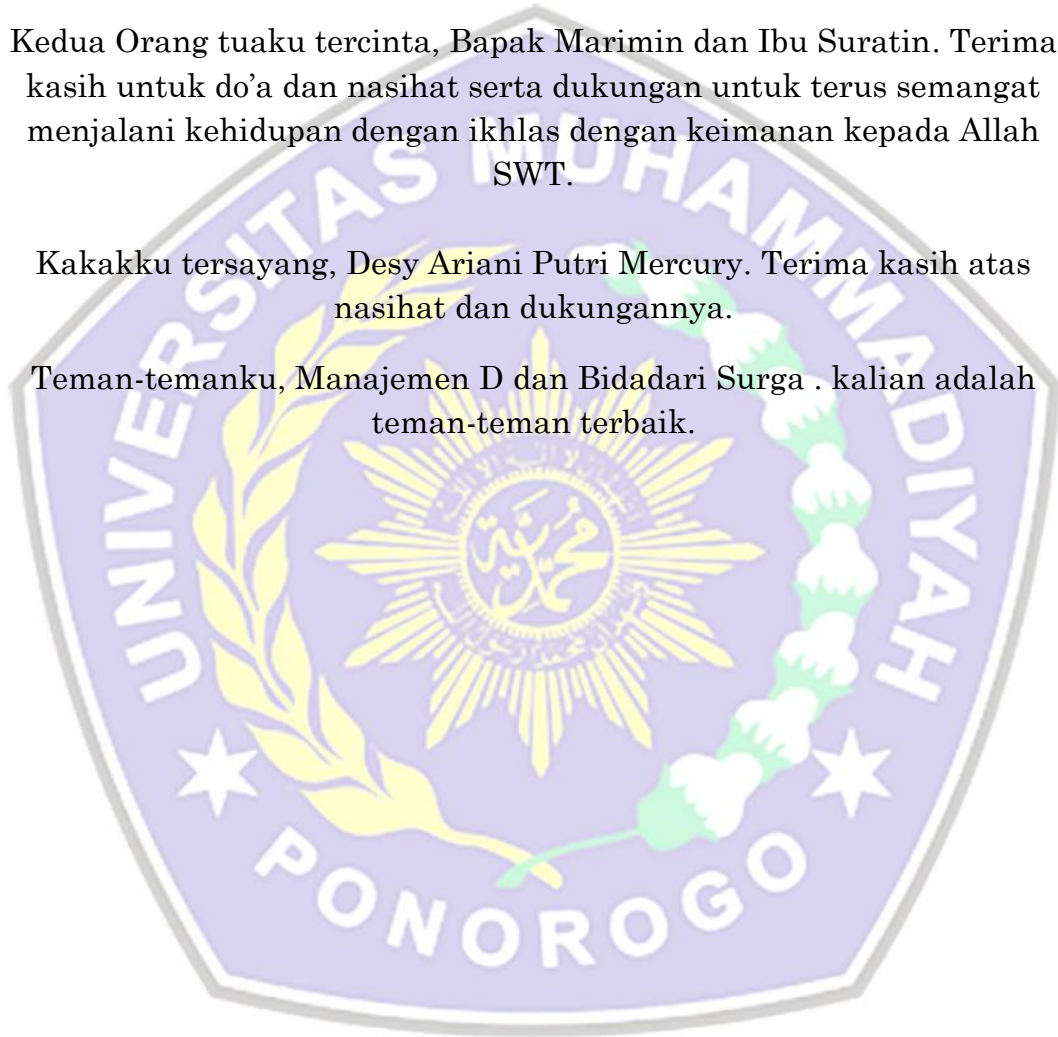 Kedua Orang tuaku tercinta, Bapak Marimin dan Ibu Suratin. Terima
kasih untuk do’a dan nasihat serta dukungan untuk terus semangat
menjalani kehidupan dengan ikhlas dengan keimanan kepada Allah
SWT.
Kakakku tersayang, Desy Ariani Putri Mercury. Terima kasih atas
nasihat dan dukungannya.
Teman-temanku, Manajemen D dan Bidadari Surga . kalian adalah
teman-teman terbaik.
UNIVERSITAS MUHAMMADIYAH
PONOROGO